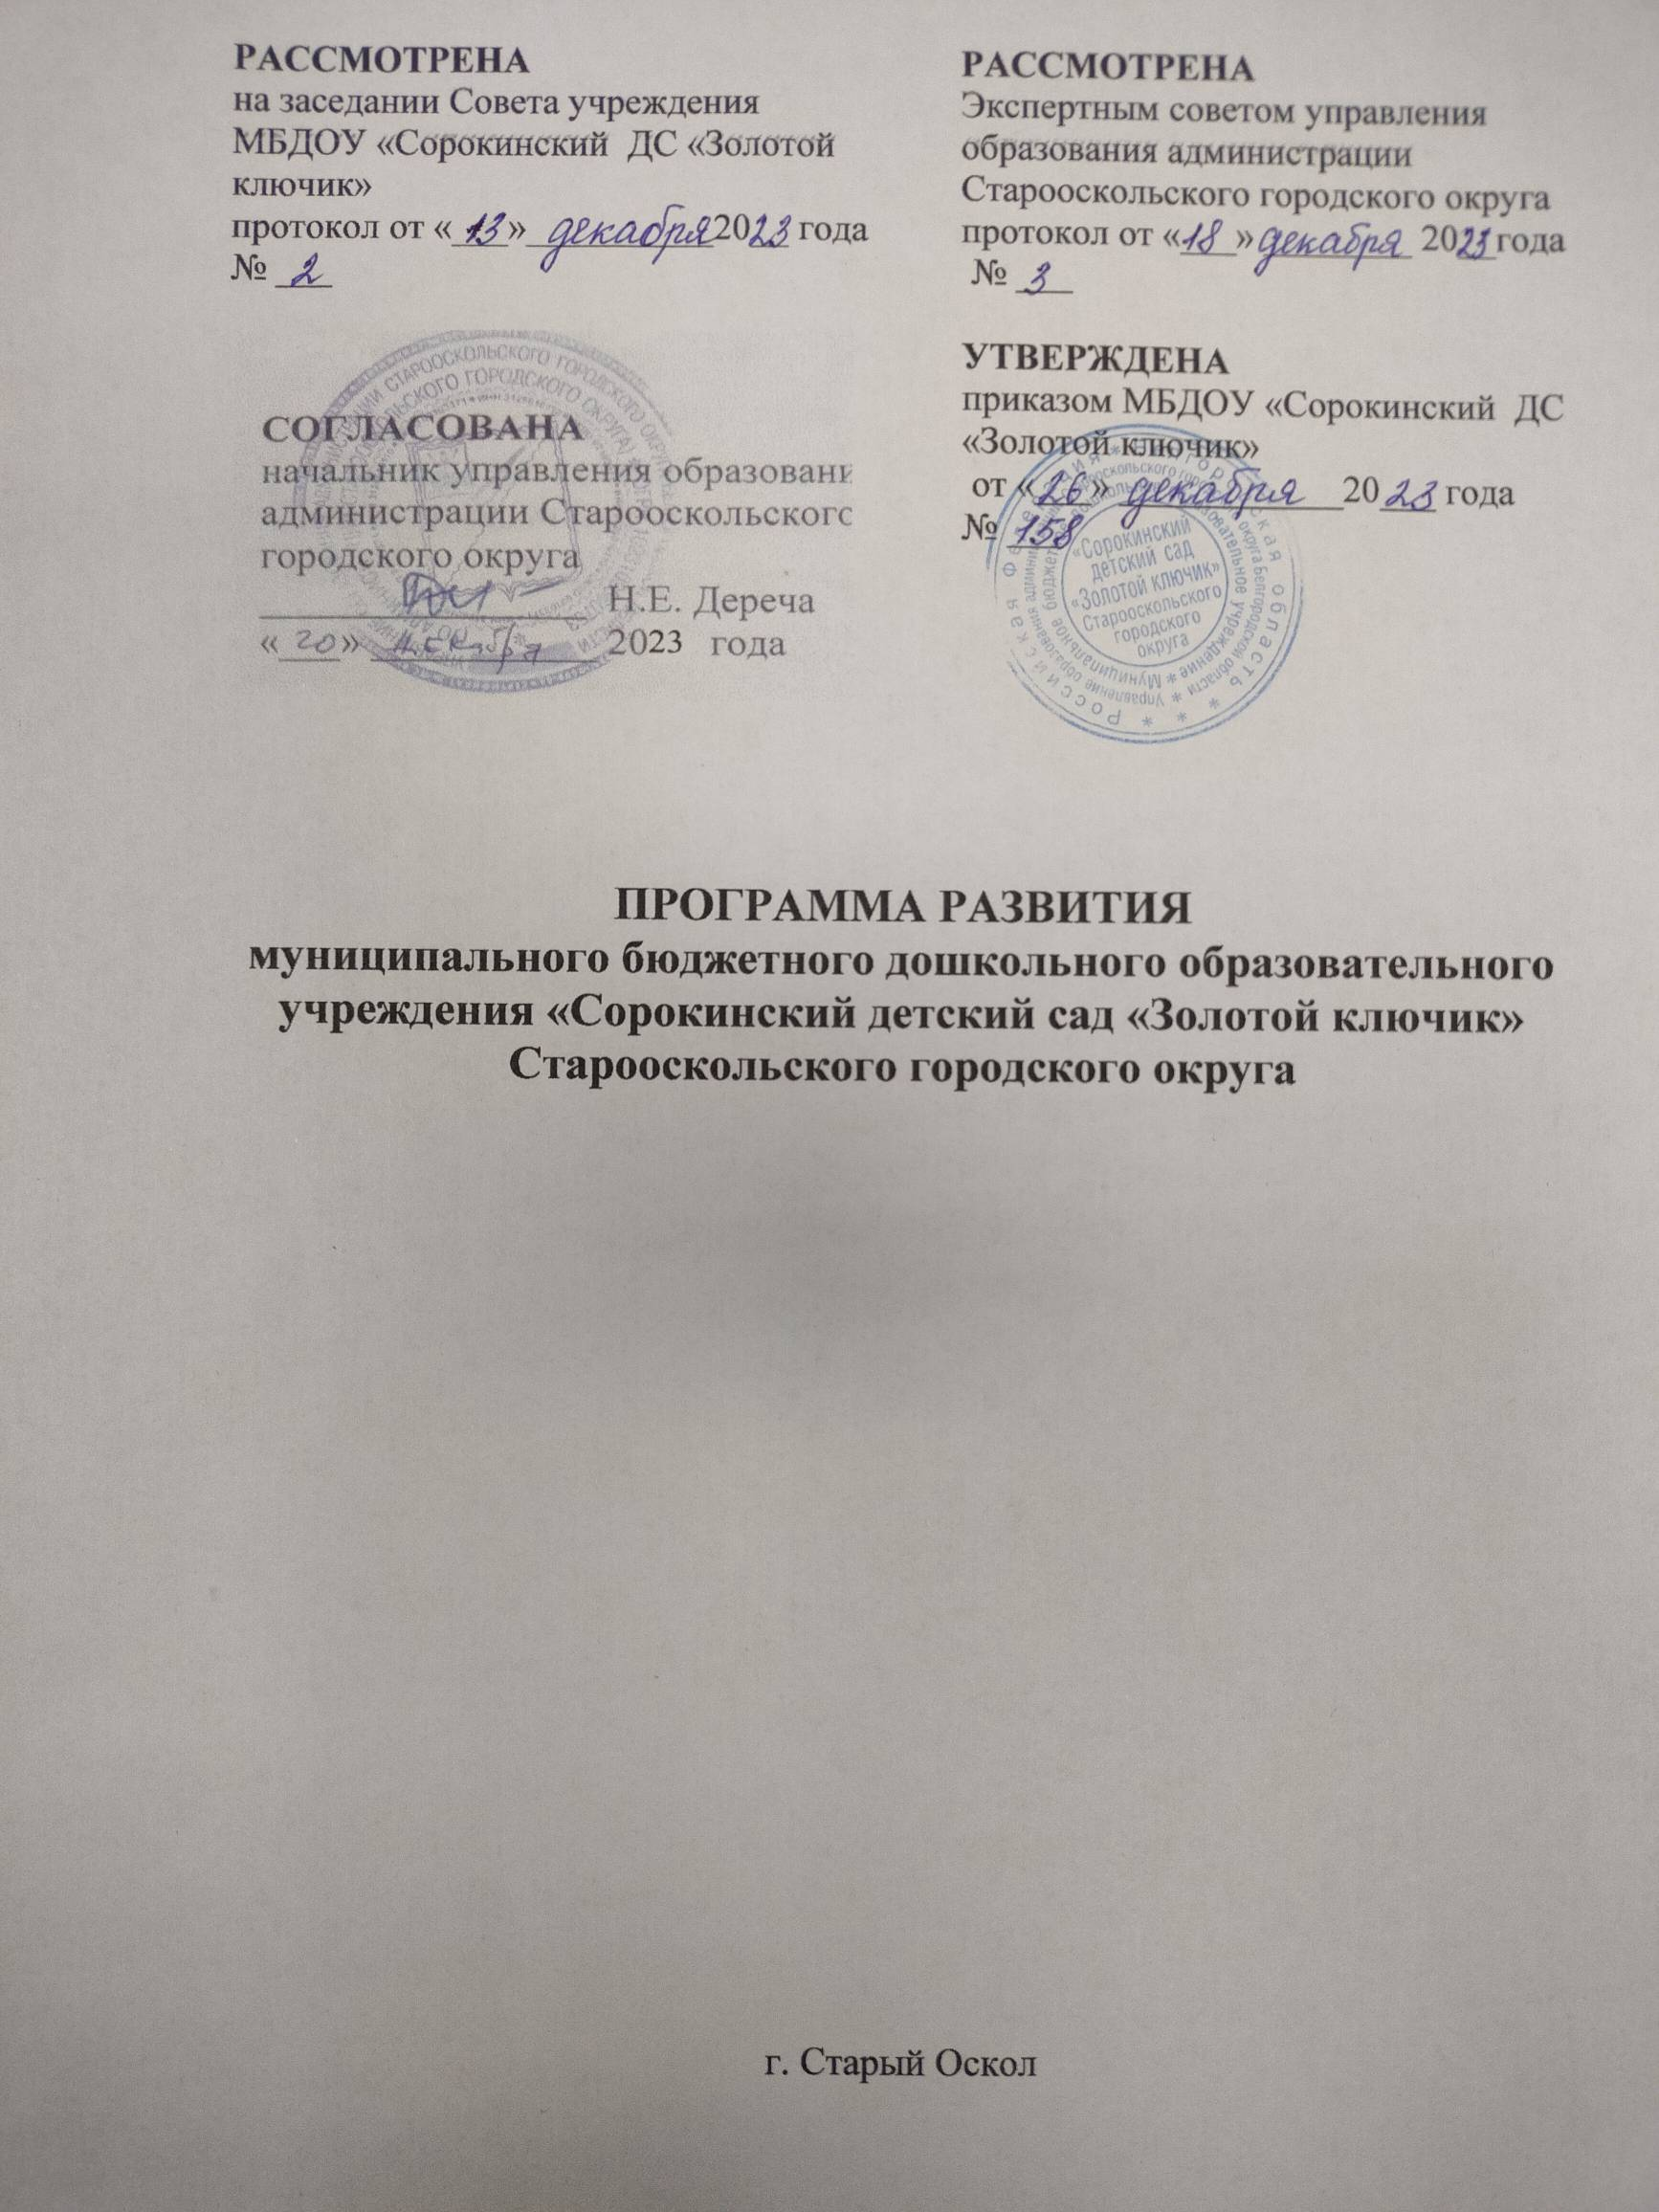 РАССМОТРЕНА
на заседании Совета учреждения
МБДОУ «Сорокинский ДС «Золотой
ключик»
протокол от «13» декабря 2023 года
№ 2
РАССМОТРЕНА
Экспертным советом управления
образования администрации
Старооскольского городского округа
протокол от «18» декабря 2023 года
№ 3
СОГЛАСОВАНА
начальник управления образовани
администрации Старооскольского
городского округа
Н.Е. Дереча
«20» декабря 2023 года
УТВЕРЖДЕНА
приказом МБДОУ «Сорокинский ДС
«Золотой ключик»
от «26» декабря 2023 года
№ 158
«Сорокинский
детский сад
«Золотой ключик»
Старооскольского
городского
округа
ПРОГРАММА РАЗВИТИЯ
муниципального бюджетного дошкольного образовательного
учреждения «Сорокинский детский сад «Золотой ключик»
Старооскольского городского округа
г. Старый Оскол